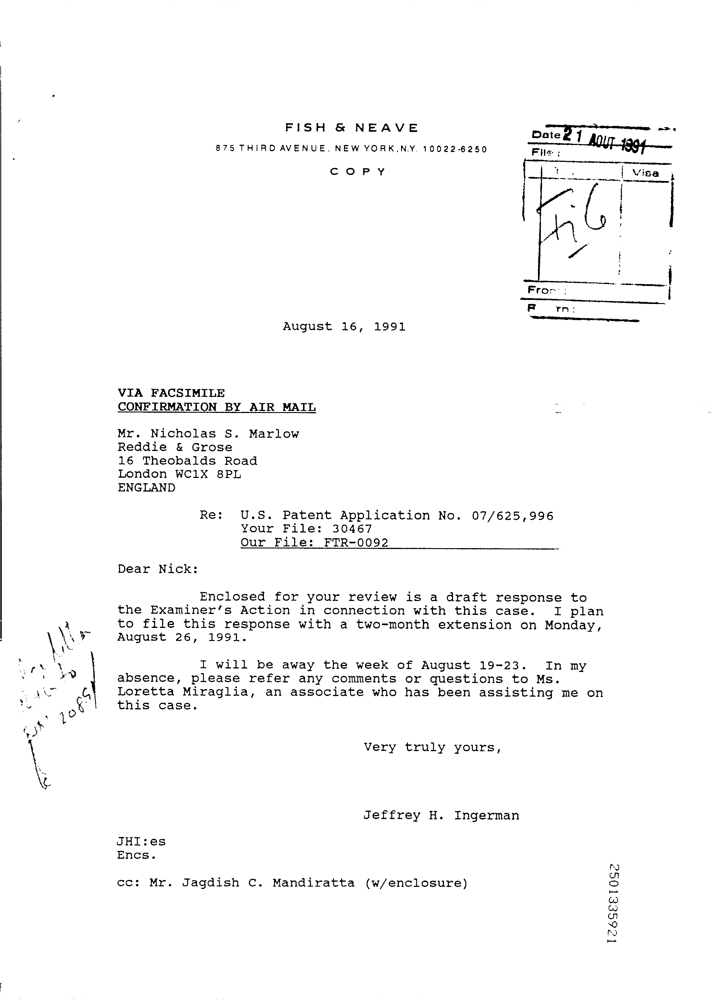 FISH & NEAVE
875 THIRD AVENUE, NEW YORK, N.Y. 10022-6250
COPY
Date 21 AOUT 1991
File :
Visa
From :
August 16, 1991
VIA FACSIMILE
CONFIRMATION BY AIR MAIL
Mr. Nicholas S. Marlow
Reddie & Grose
16 Theobalds Road
London WC1X 8PL
ENGLAND
Re: U.S. Patent Application No. 07/625,996
Your File: 30467
Our File: FTR-0092
Dear Nick:
Enclosed for your review is a draft response to
the Examiner's Action in connection with this case. I plan
to file this response with a two-month extension on Monday,
August 26, 1991.
I will be away the week of August 19-23. In my
absence, please refer any comments or questions to Ms.
Loretta Miraglia, an associate who has been assisting me on
this case.
Very truly yours,
Jeffrey H. Ingerman
JHI:es
Encs.
cc: Mr. Jagdish C. Mandiratta (w/enclosure)
2501335921